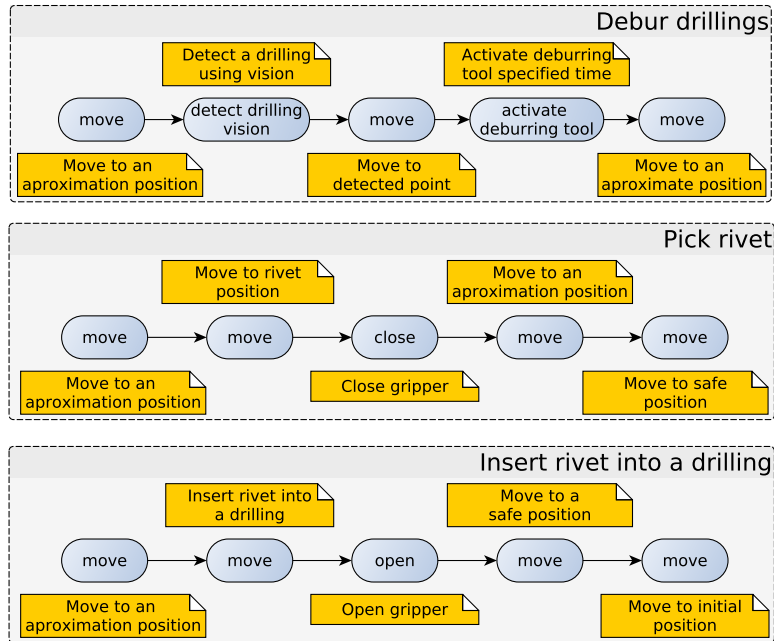 Debur drillings
Detect a drilling
using vision
Activate deburring
tool specified time
move
detect drilling
vision
move
activate
deburring tool
move
Move to an
aproximation position
Move to
detected point
Move to an
aproximate position
Pick rivet
Move to rivet
position
Move to an
aproximation position
move
move
close
move
move
Move to an
aproximation position
Close gripper
Move to safe
position
Insert rivet into a drilling
Insert rivet into
a drilling
Move to a
safe position
move
move
open
move
move
Move to an
aproximation position
Open gripper
Move to initial
position